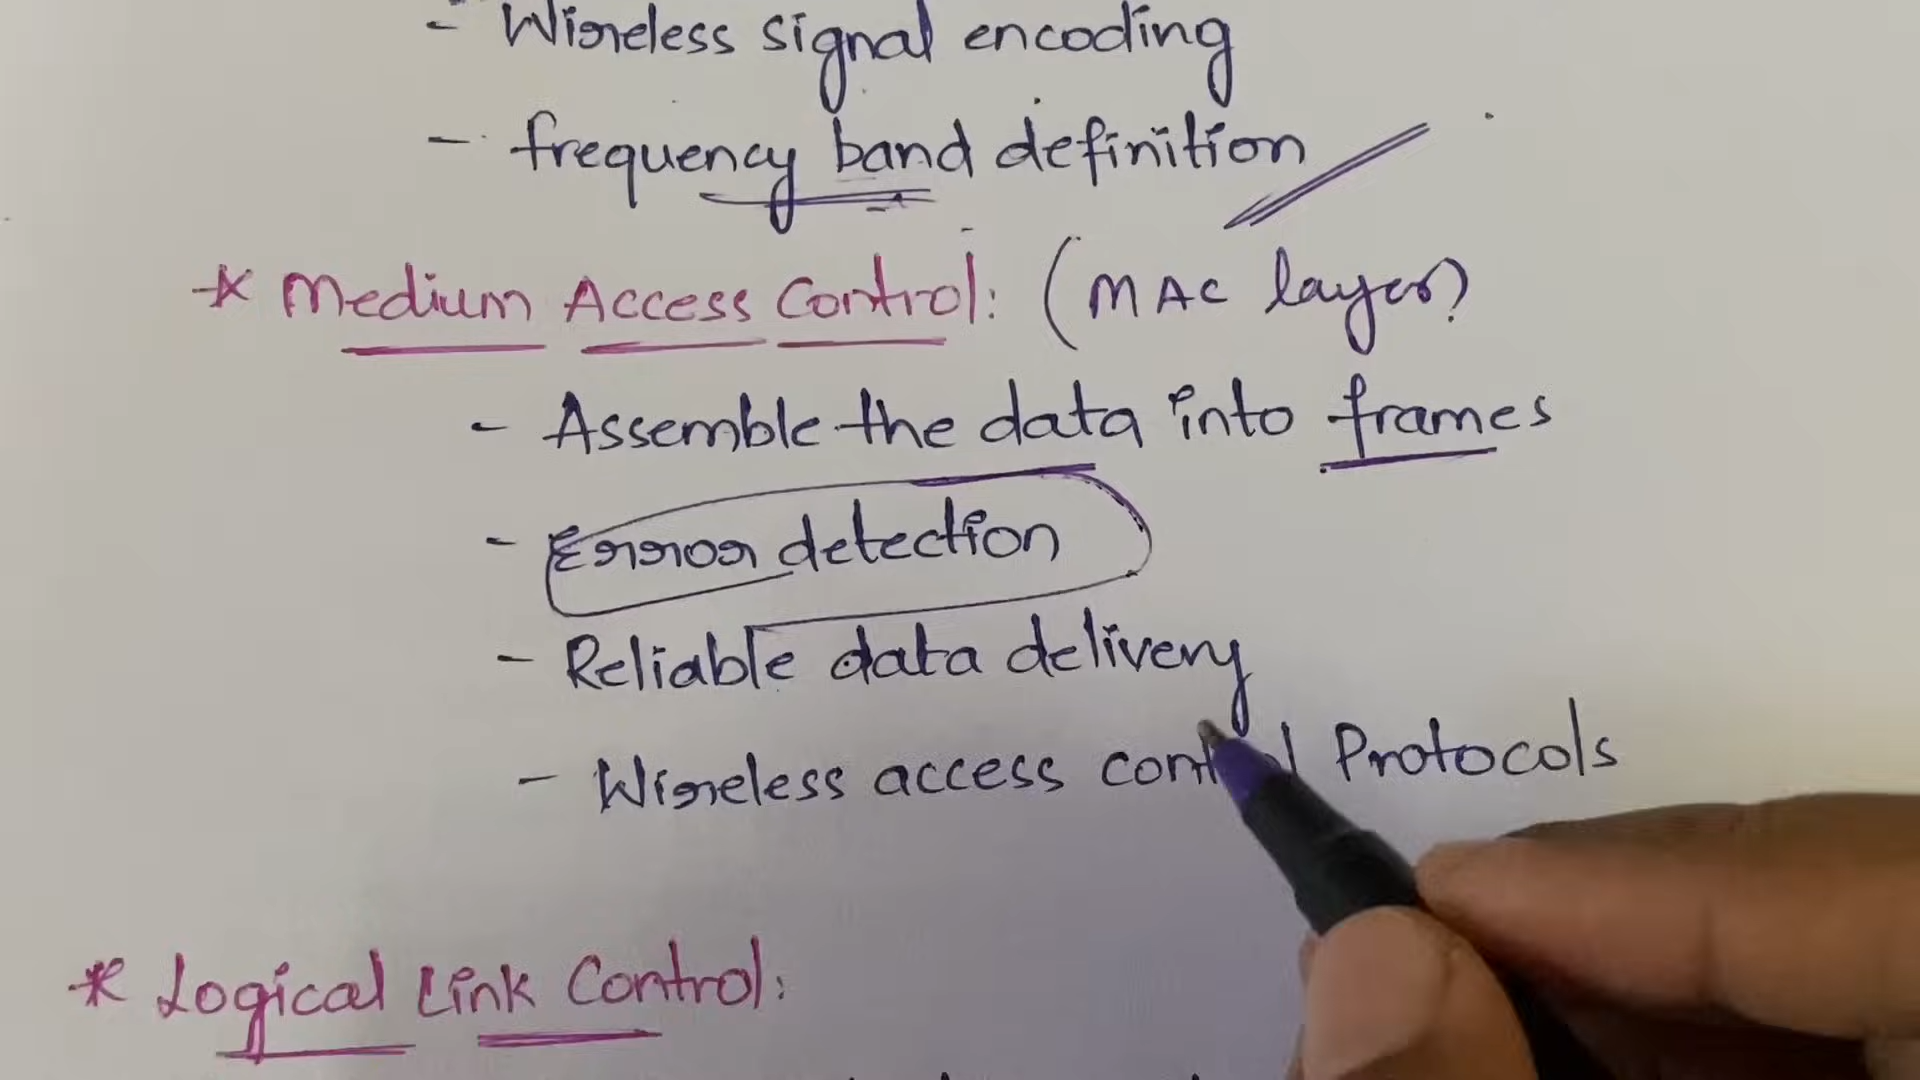 - Wireless signal encoding
- frequency band definition
* Medium Access Control: (MAC layer)
- Assemble the data into frames
- Error detection
- Reliable data delivery
- Wireless access control Protocols
* Logical Link Control: